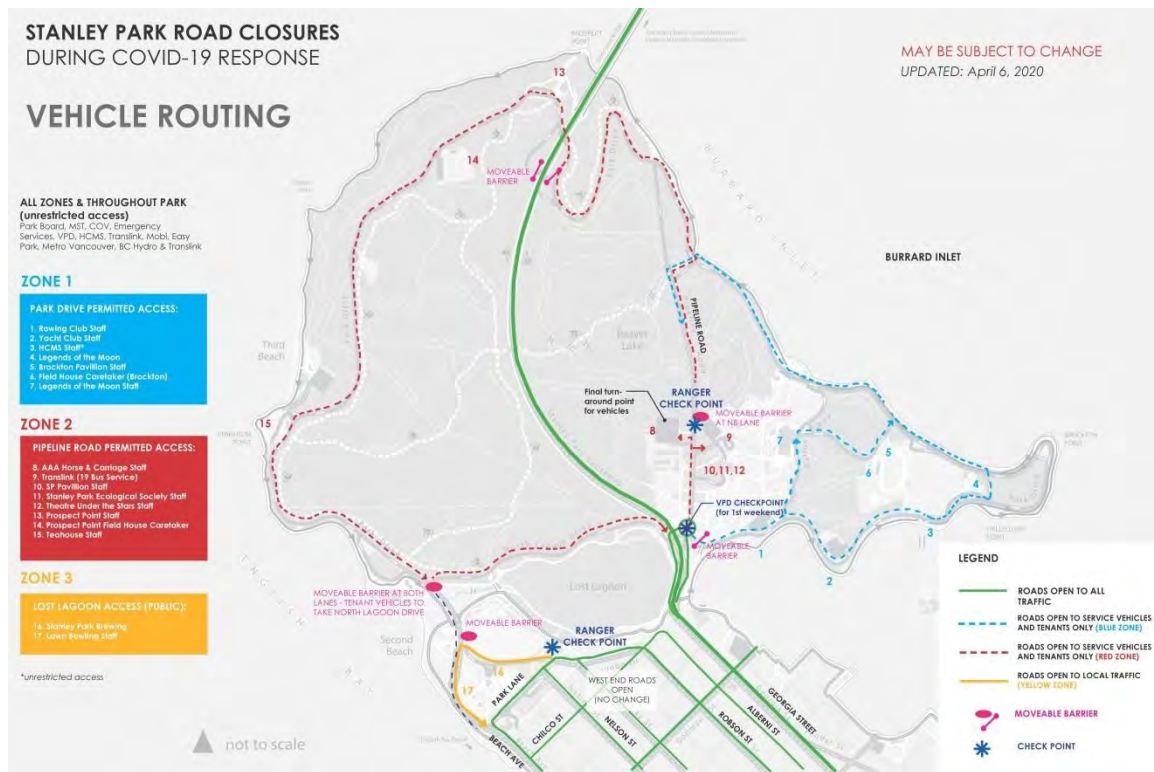 STANLEY PARK ROAD CLOSURES
DURING COVID-19 RESPONSE
VEHICLE ROUTING
MAY BE SUBJECT TO CHANGE
UPDATED: April 6, 2020
ALL ZONES & THROUGHOUT PARK
(unrestricted access)
Park Board, MST, COV, Emergency
Services, VPD, HCMS, Translink, Mobi, Easy
Park, Metro Vancouver, BC Hydro & Translink
ZONE 1
PARK DRIVE PERMITTED ACCESS:
1. Rowing Club Staff
2. Yacht Club Staff
3. HCMS Staff*
4. Legends of the Moon
5. Brockton Pavillion Staff
6. Field House Caretaker (Brockton)
7. Legends of the Moon Staff
ZONE 2
PIPELINE ROAD PERMITTED ACCESS:
8. AAA Horse & Carriage Staff
9. Translink (19 Bus Service)
10. SP Pavillion Staff
11. Stanley Park Ecological Society Staff
12. Theatre Under the Stars Staff
13. Prospect Point Staff
14. Prospect Point Field House Caretaker
15. Teahouse Staff
ZONE 3
LOST LAGOON ACCESS (PUBLIC):
16. Stanley Park Brewing
17. Lawn Bowling Staff
*unrestricted access
not to scale
PROSPECT
POINT
13
14
MOVEABLE
BARRIER
BURRARD INLET
BURRARD INLET
PIPELINE ROAD
Beaver
Lake
Third
Beach
15
Final turn-
around point
for vehicles
RANGER
CHECK POINT
MOVEABLE BARRIER
AT NB LANE
8
9
10,11,12
7
5
6
4
3
2
1
BROCKTON
POINT
VPD CHECKPOINT
(for 1st weekend)
MOVEABLE
BARRIER
Lost Lagoon
MOVEABLE BARRIER AT BOTH
LANES - TENANT VEHICLES TO
TAKE NORTH LAGOON DRIVE
MOVEABLE BARRIER
RANGER
CHECK POINT
Second
Beach
ENGLISH BAY
16
17
WEST END ROADS
OPEN
(NO CHANGE)
PARK LANE
CHILCO ST
NELSON ST
ROBSON ST
ALBERNI ST
GEORGIA STREET
BEACH AVE
LEGEND
ROADS OPEN TO ALL
TRAFFIC
ROADS OPEN TO SERVICE VEHICLES
AND TENANTS ONLY (BLUE ZONE)
ROADS OPEN TO SERVICE VEHICLES
AND TENANTS ONLY (RED ZONE)
ROADS OPEN TO LOCAL TRAFFIC
(YELLOW ZONE)
MOVEABLE BARRIER
CHECK POINT